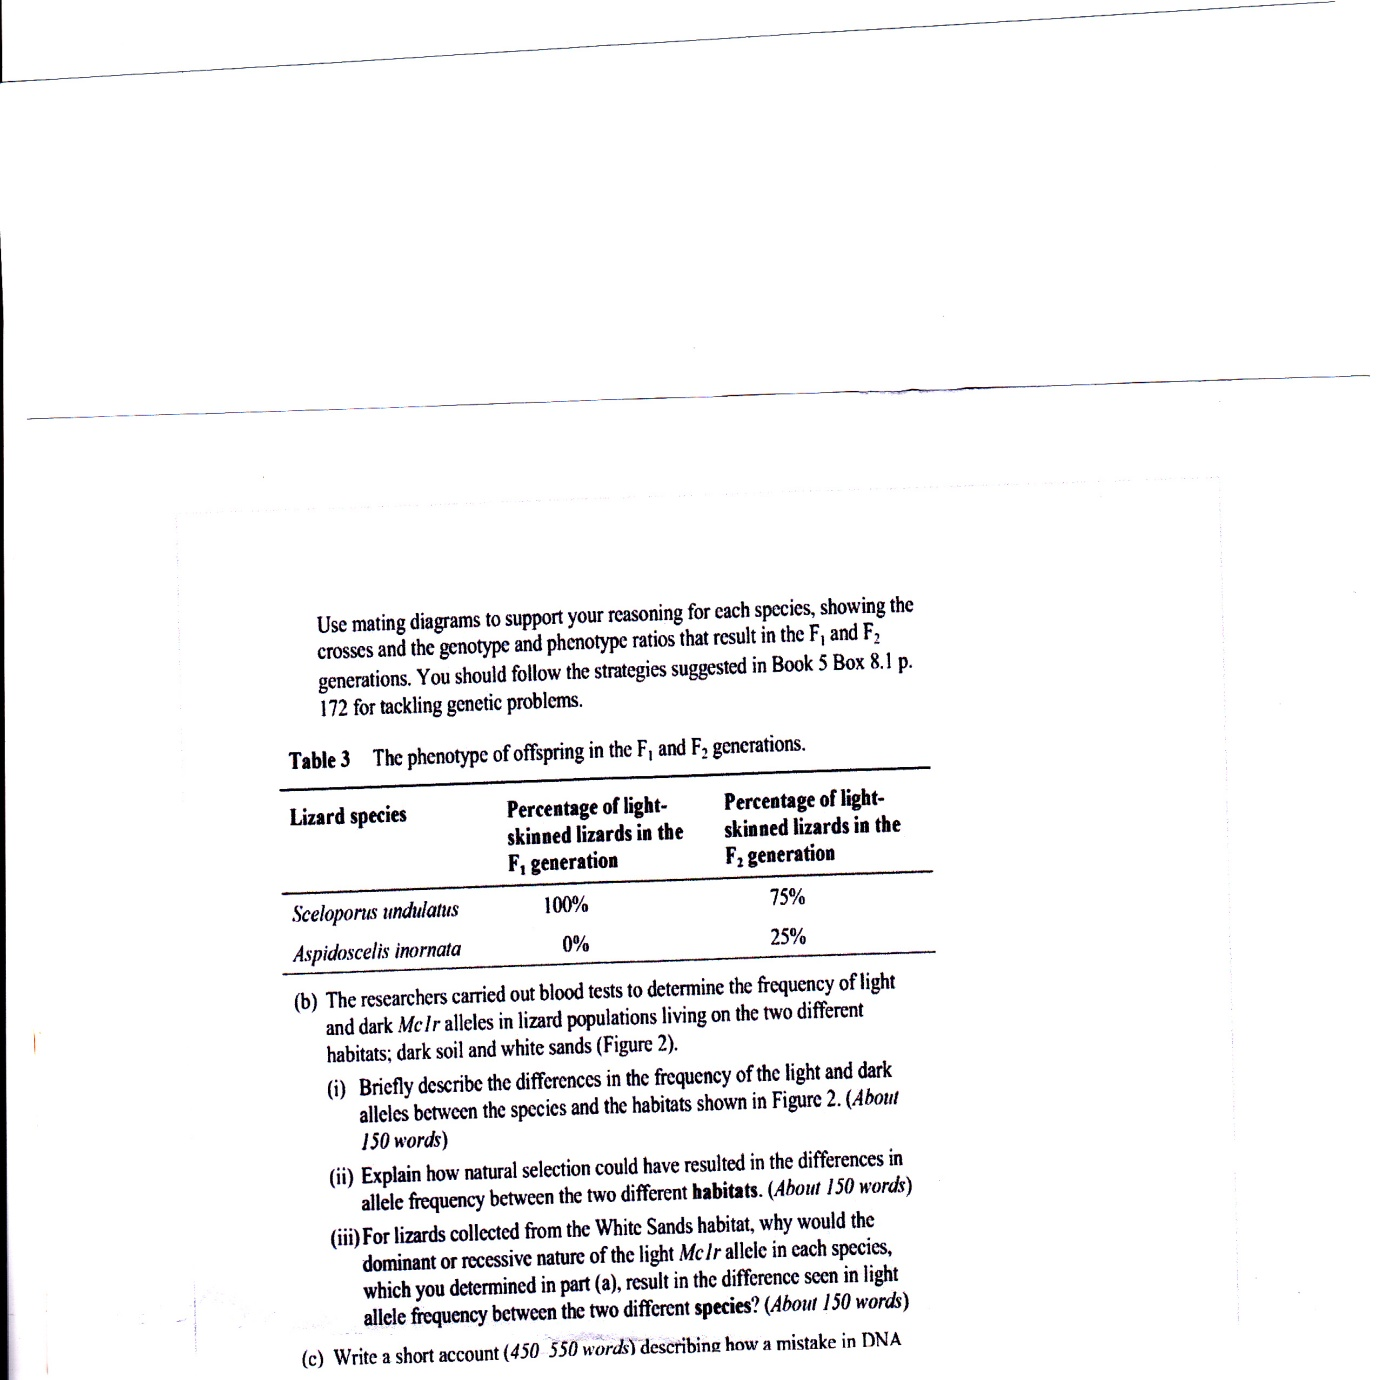 Use mating diagrams to support your reasoning for each species, showing the
crosses and the genotype and phenotype ratios that result in the F1 and F2
generations. You should follow the strategies suggested in Book 5 Box 8.1 p.
172 for tackling genetic problems.
Table 3 The phenotype of offspring in the F1 and F2 generations.
Lizard species
Percentage of light-
skinned lizards in the
F1 generation
Percentage of light-
skinned lizards in the
F2 generation
Sceloporus undulatus 100% 75%
Aspidoscelis inornata 0% 25%
(b) The researchers carried out blood tests to determine the frequency of light
and dark Mc1r alleles in lizard populations living on the two different
habitats; dark soil and white sands (Figure 2).
(i) Briefly describe the differences in the frequency of the light and dark
alleles between the species and the habitats shown in Figure 2. (About
150 words)
(ii) Explain how natural selection could have resulted in the differences in
allele frequency between the two different habitats. (About 150 words)
(iii) For lizards collected from the White Sands habitat, why would the
dominant or recessive nature of the light Mc1r allele in each species,
which you determined in part (a), result in the difference seen in light
allele frequency between the two different species? (About 150 words)
(c) Write a short account (450 550 words) describing how a mistake in DNA